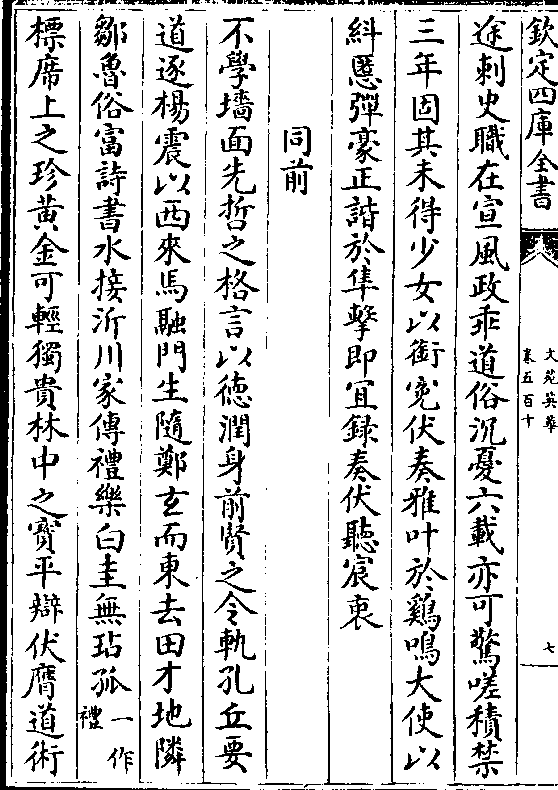 欽定四庫全書
文苑英華
卷五百十
七
途刺史職在宣風政乖道俗沉憂六載亦可驚嗟積禁
三年固其未得少女以銜寃伏奏雅叶於鷄鳴大使以
糾慝彈豪正諧於隼擊即宜録奏伏聽宸衷
同前
不學墻面先哲之格言以徳潤身前賢之令軌孔丘要
道逐楊震以西來馬融門生隨鄭玄而東去田才地隣
鄒魯俗富詩書水接沂川家傳禮樂白圭無玷孤一作禮
標席上之珍黄金可輕獨貴林中之寳平辯伏膺道術